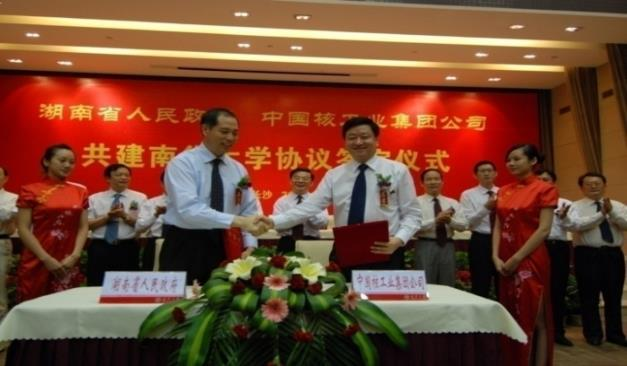 湖南省人民政 中国核工业集团公司
共建南 学协议 仪式
长沙
湖南省人民政府
中国核工业集团公司